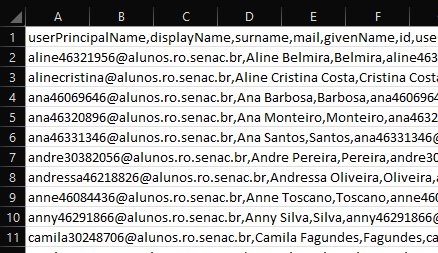 A B C D E F
1 userPrincipalName,displayName,surname,mail,givenName,id,use
2 aline46321956@alunos.ro.senac.br,Aline Belmira,Belmira,aline463
3 alinecristina@alunos.ro.senac.br,Aline Cristina Costa,Cristina Costa
4 ana46069646@alunos.ro.senac.br,Ana Barbosa,Barbosa,ana4606964
5 ana46320896@alunos.ro.senac.br,Ana Monteiro,Monteiro,ana4632
6 ana46331346@alunos.ro.senac.br,Ana Santos,Santos,ana46331346@
7 andre30382056@alunos.ro.senac.br,Andre Pereira,Pereira,andre30
8 andressa46218826@alunos.ro.senac.br,Andressa Oliveira,Oliveira,a
9 anne46084436@alunos.ro.senac.br,Anne Toscano,Toscano,anne460
10 anny46291866@alunos.ro.senac.br,Anny Silva,Silva,anny46291866@
11 camila30248706@alunos.ro.senac.br,Camila Fagundes,Fagundes,ca